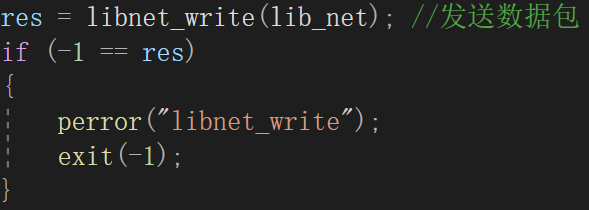 res = libnet_write(lib_net); //发送数据包
if (-1 == res)
{
    perror("libnet_write");
    exit(-1);
}